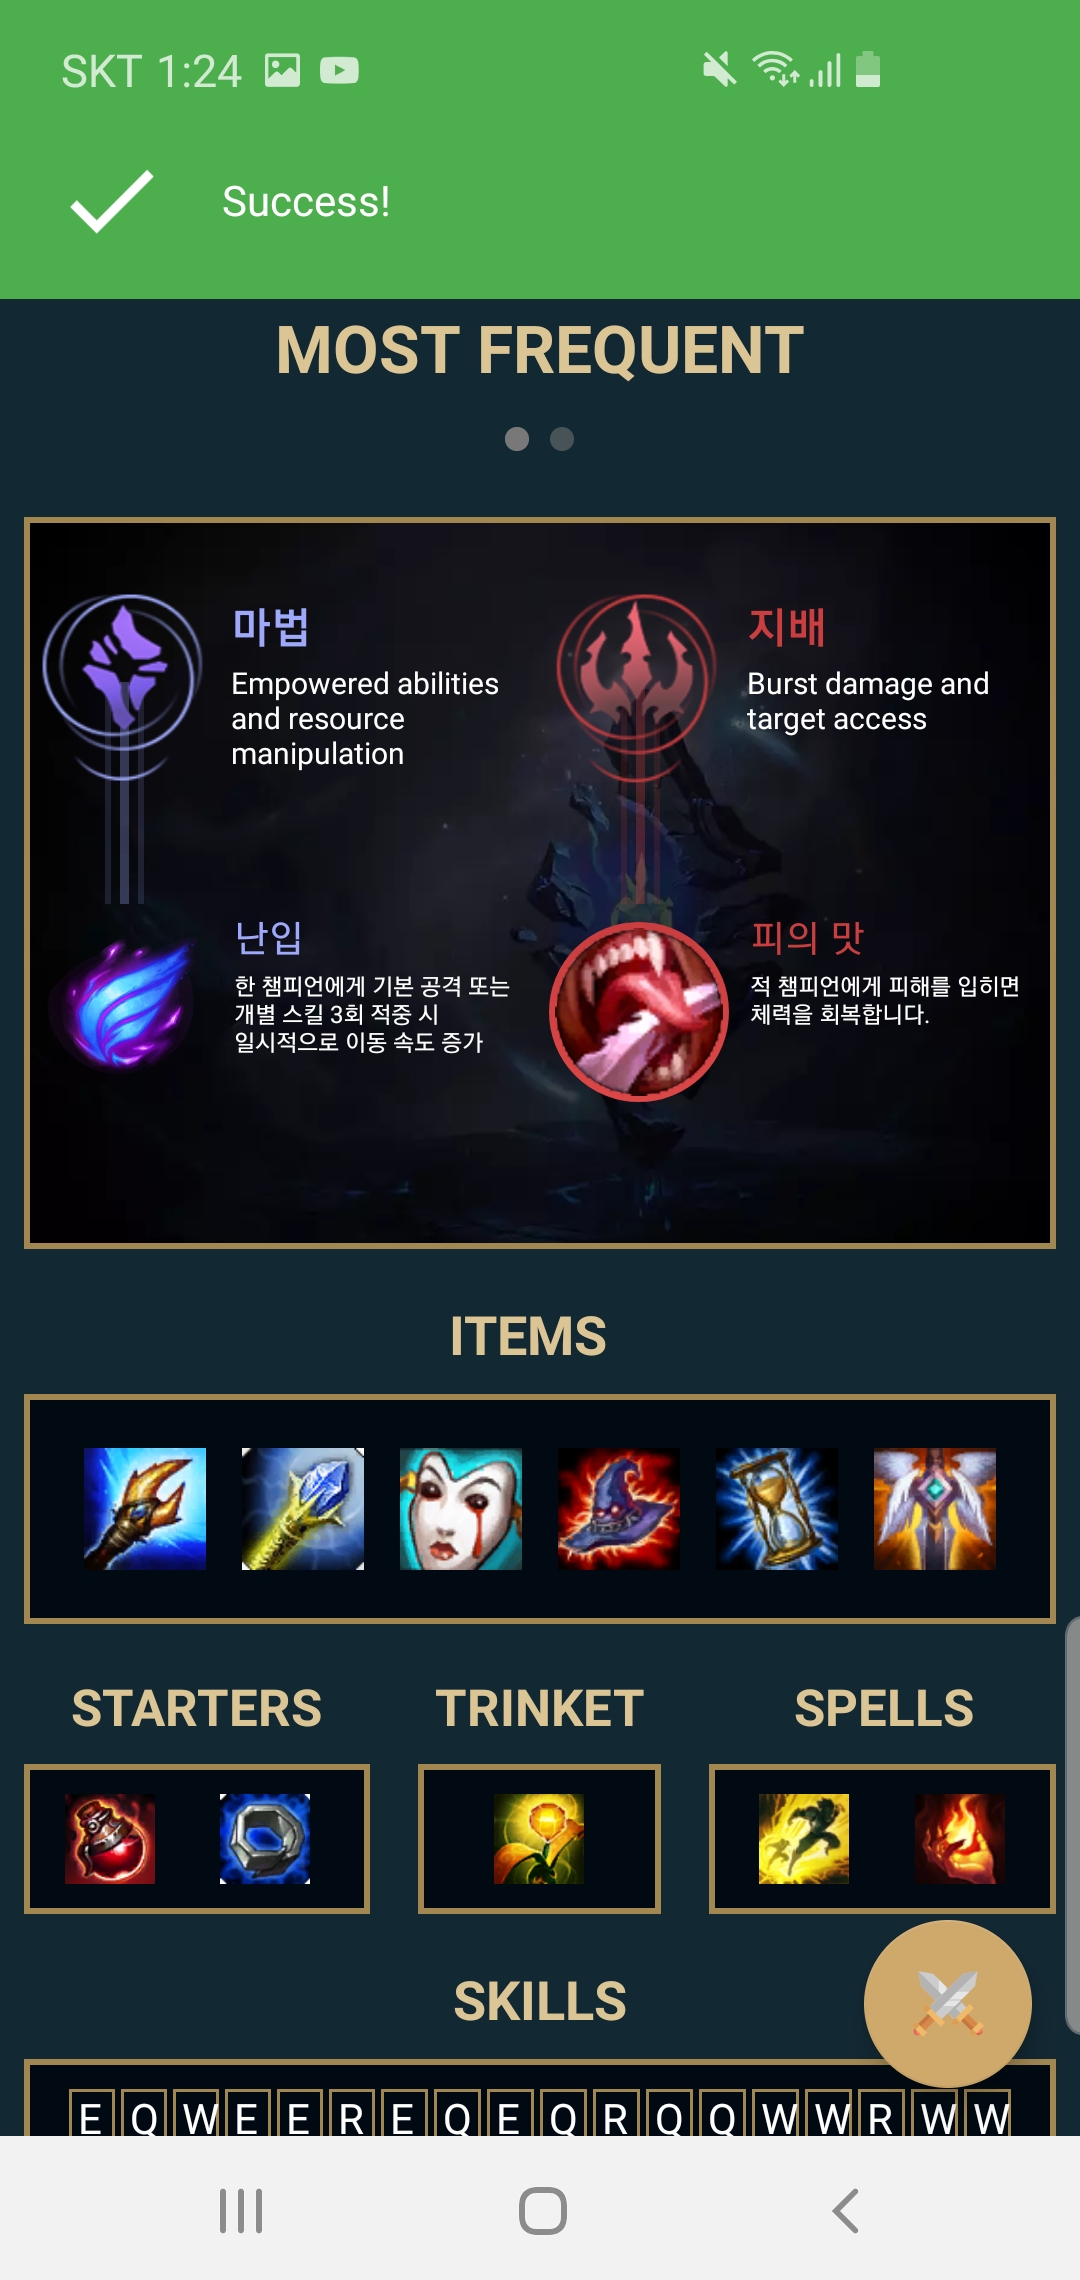 SKT 1:24
Success!
MOST FREQUENT
마법
Empowered abilities
and resource
manipulation
지배
Burst damage and
target access
난입
한 챔피언에게 기본 공격 또는
개별 스킬 3회 적중 시
일시적으로 이동 속도 증가
피의 맛
적 챔피언에게 피해를 입히면
체력을 회복합니다.
ITEMS
STARTERS
TRINKET
SPELLS
SKILLS
E Q W E E R E Q E Q R Q Q W W R W W